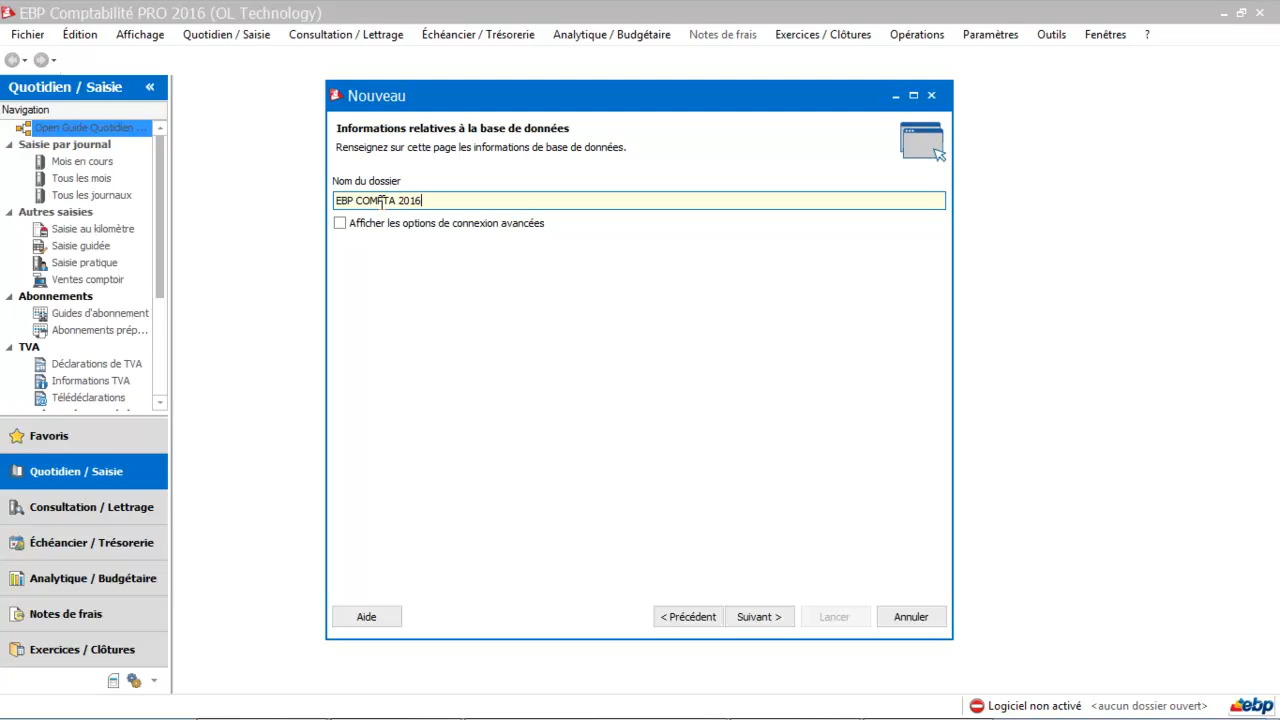 EBP Comptabilité PRO 2016 (OL Technology)
Fichier Édition Affichage Quotidien / Saisie Consultation / Lettrage Échéancier / Trésorerie Analytique / Budgétaire Notes de frais Exercices / Clôtures Opérations Paramètres Outils Fenêtres ?
Quotidien / Saisie «
Navigation
Open Guide Quotidien ...
Saisie par journal
Mois en cours
Tous les mois
Tous les journaux
Autres saisies
Saisie au kilomètre
Saisie guidée
Saisie pratique
Ventes comptoir
Abonnements
Guides d'abonnement
Abonnements prép...
TVA
Déclarations de TVA
Informations TVA
Télédéclarations
Favoris
Quotidien / Saisie
Consultation / Lettrage
Échéancier / Trésorerie
Analytique / Budgétaire
Notes de frais
Exercices / Clôtures
Nouveau
Informations relatives à la base de données
Renseignez sur cette page les informations de base de données.
Nom du dossier
EBP COMPTA 2016
Afficher les options de connexion avancées
Aide < Précédent Suivant > Lancer Annuler
Logiciel non activé <aucun dossier ouvert> ebp